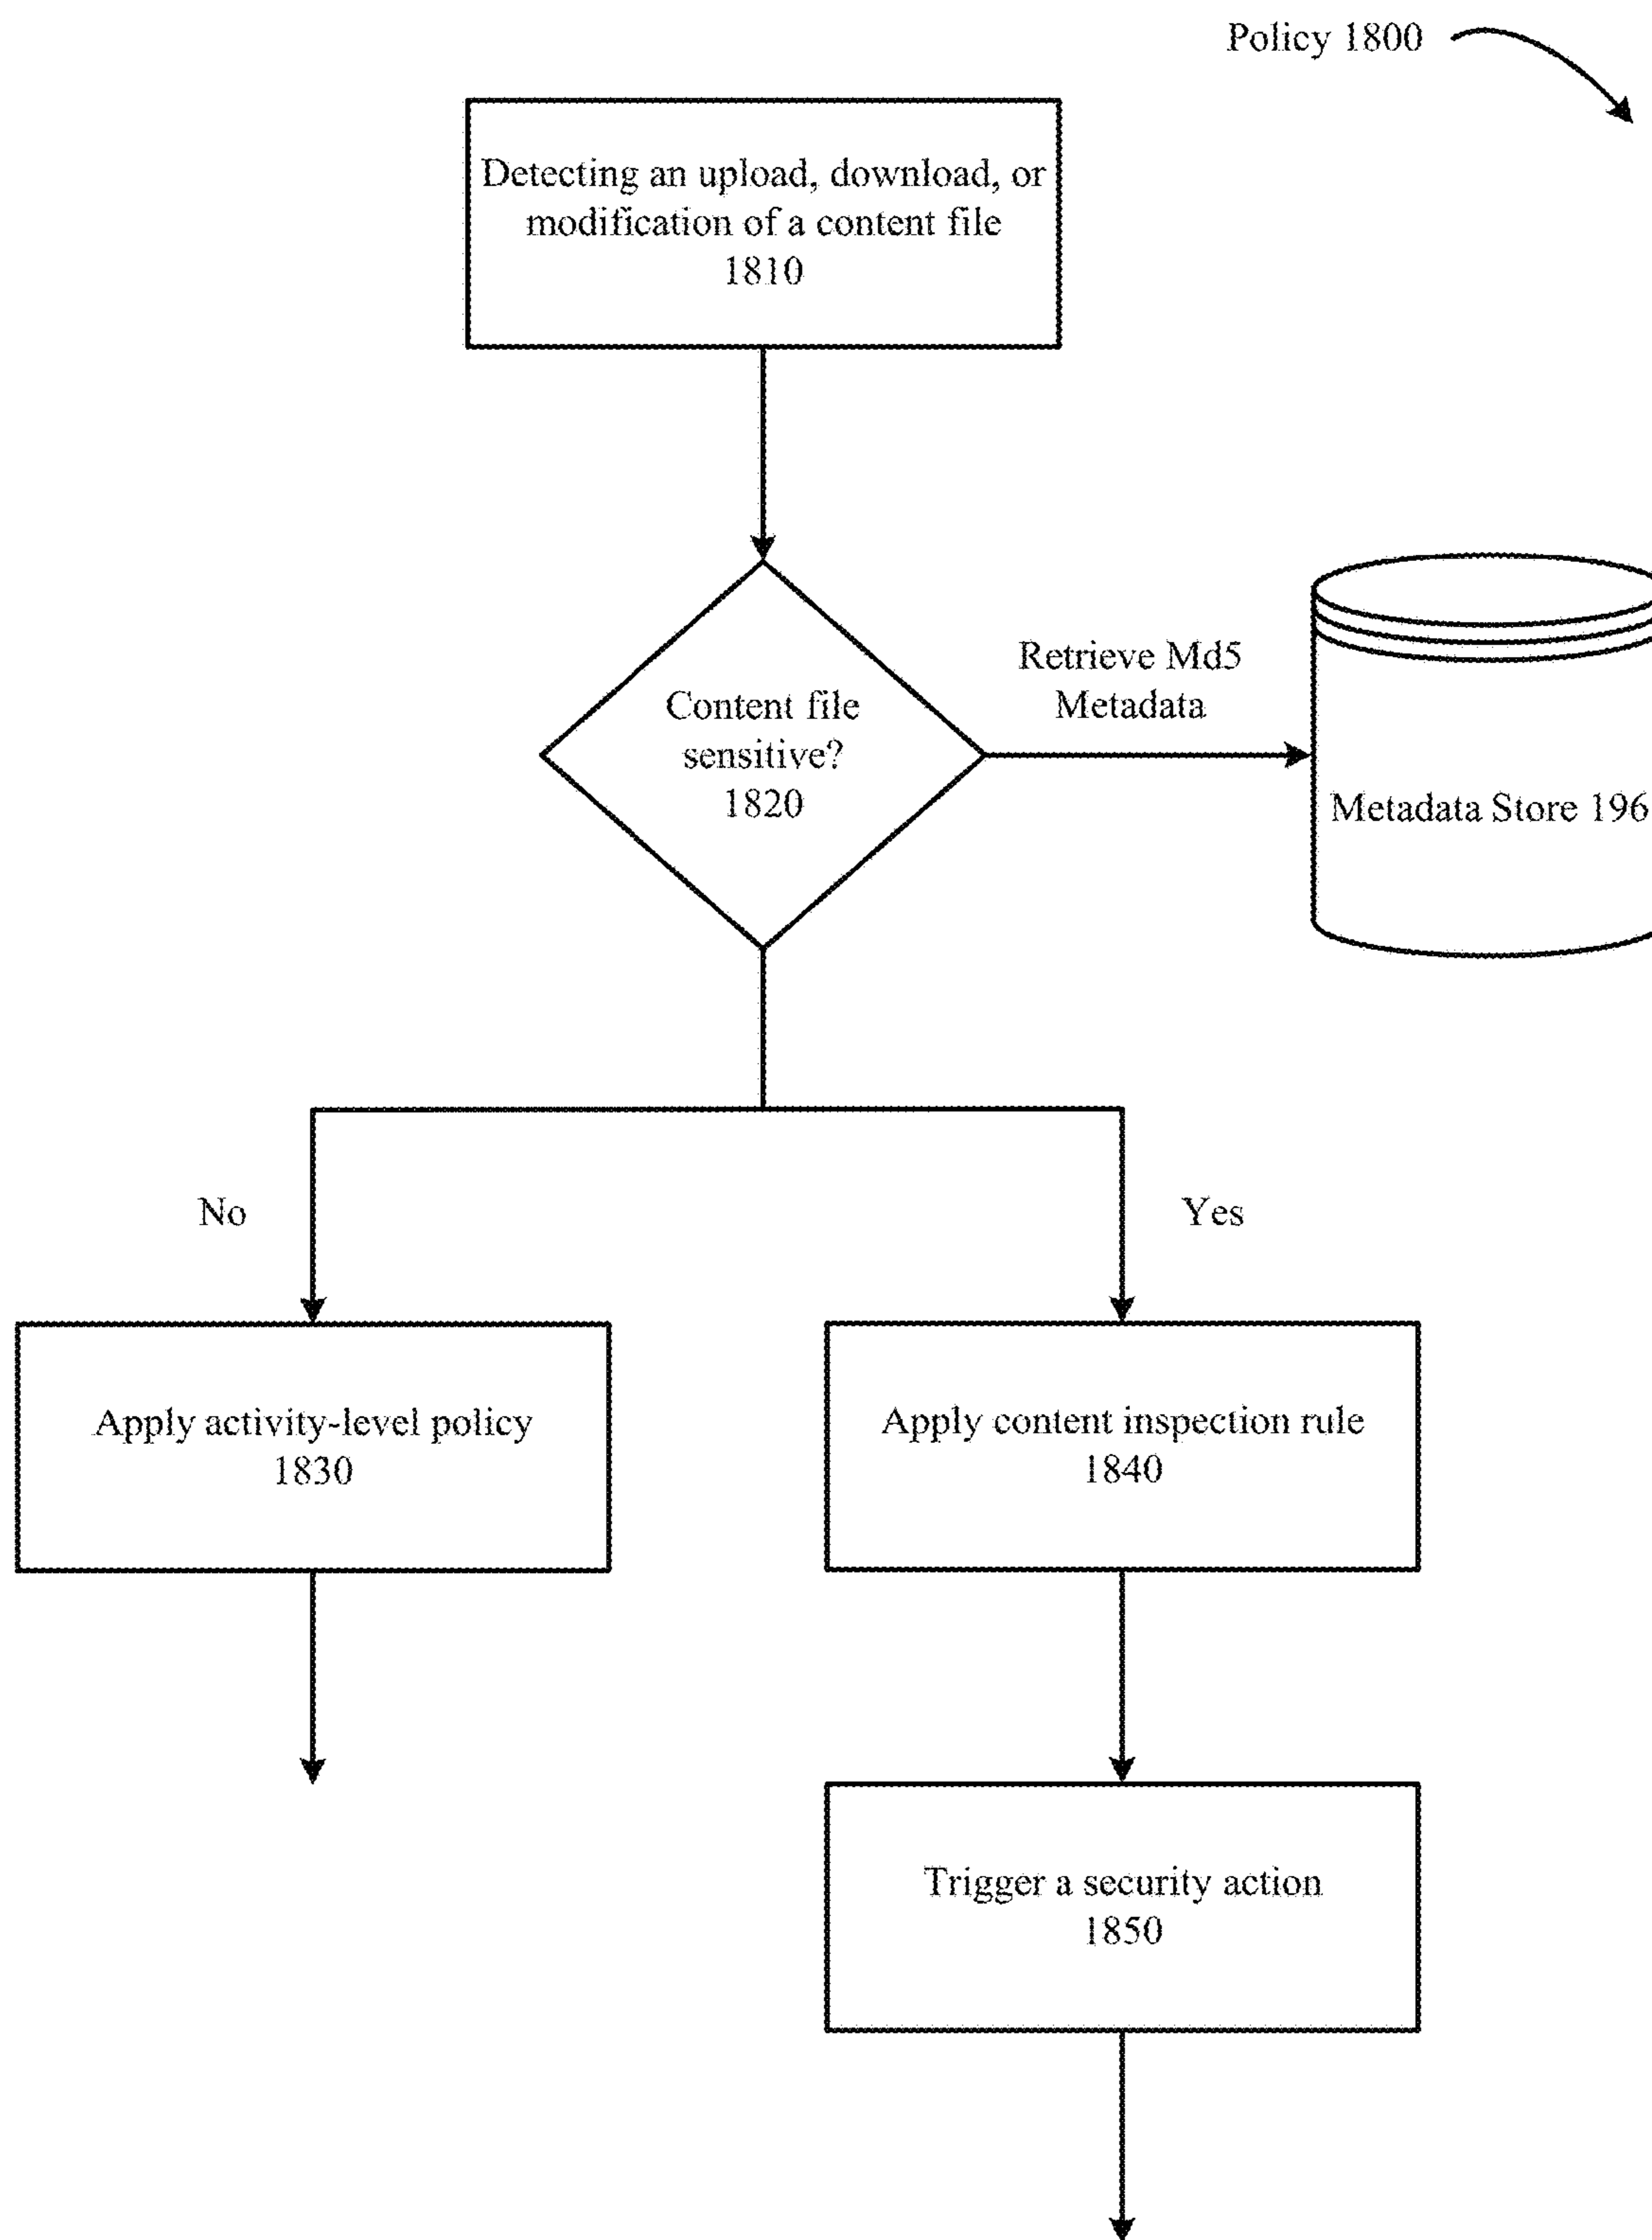 Policy 1800
Detecting an upload, download, or
modification of a content file
1810
Retrieve Md5
Metadata
Content file
sensitive?
1820
Metadata Store 196
No
Yes
Apply activity-level policy
1830
Apply content inspection rule
1840
Trigger a security action
1850